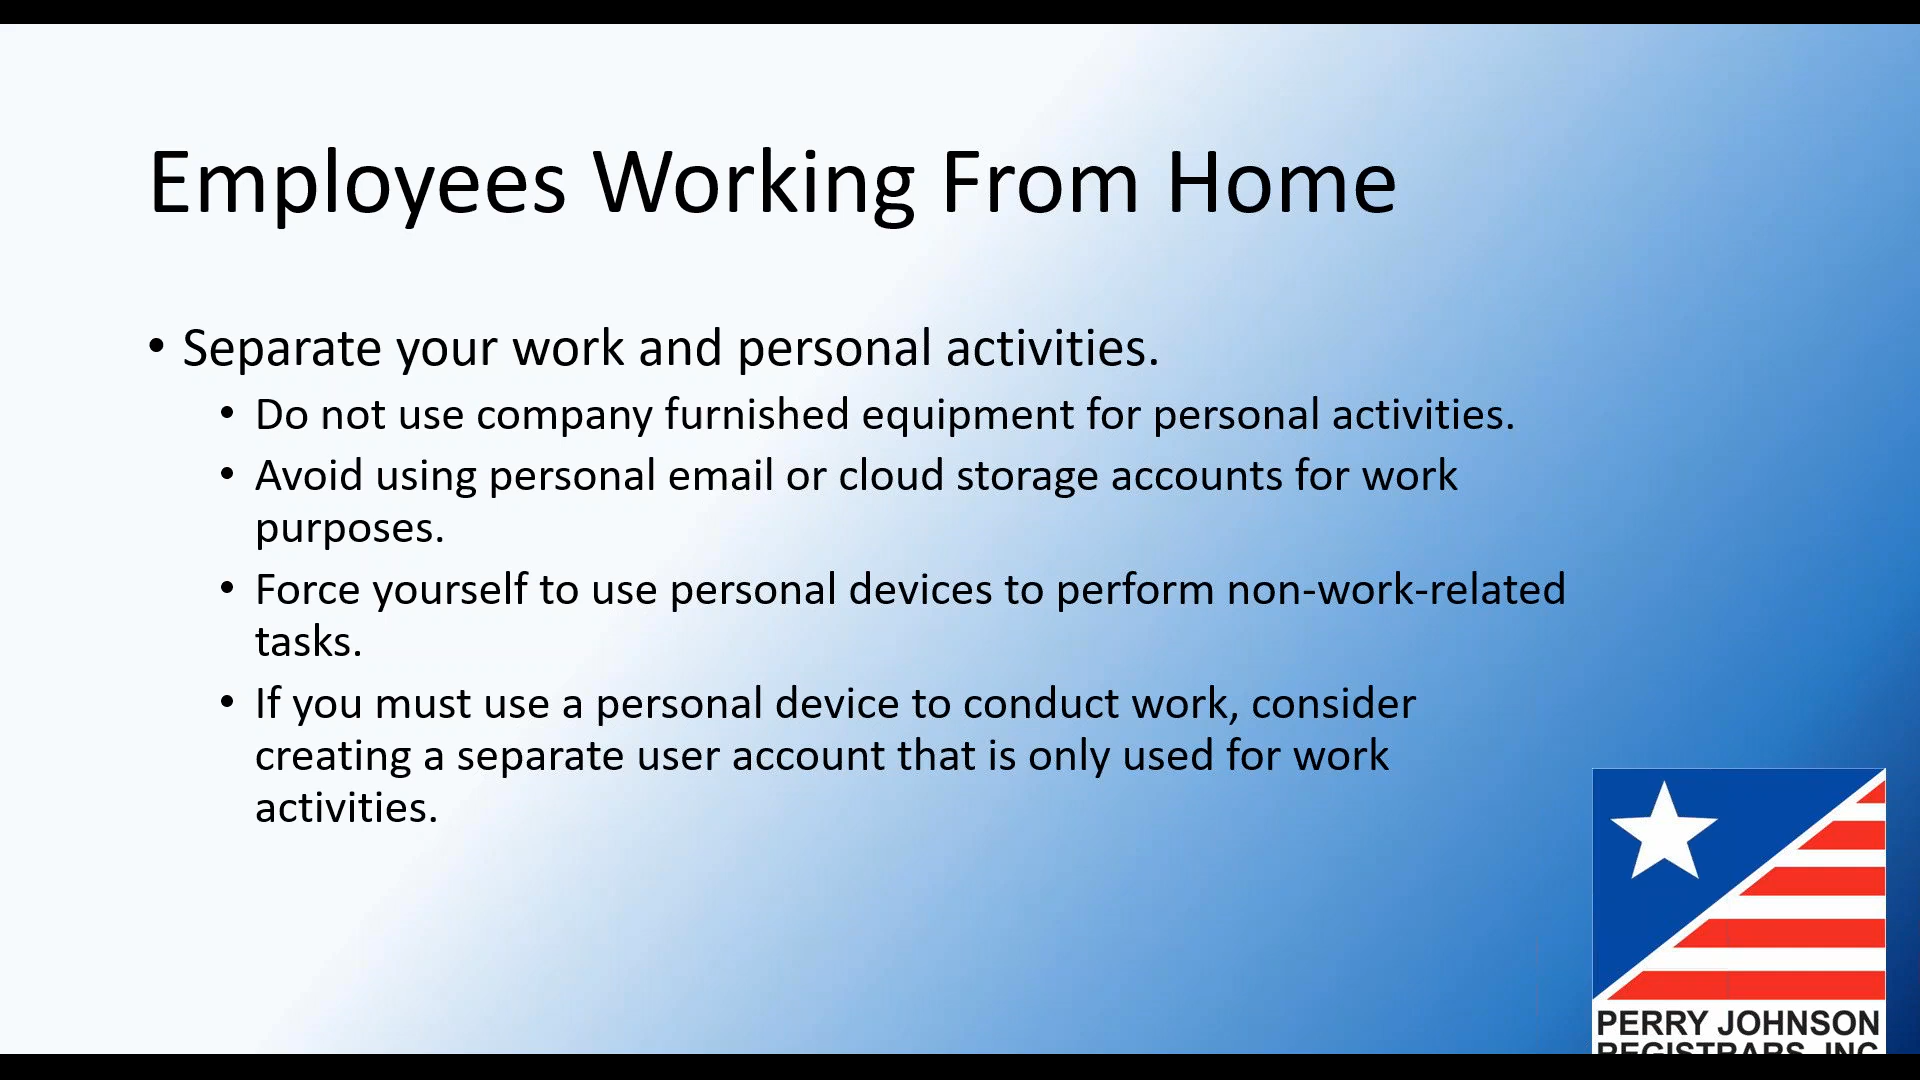 Employees Working From Home
• Separate your work and personal activities.
• Do not use company furnished equipment for personal activities.
• Avoid using personal email or cloud storage accounts for work
purposes.
• Force yourself to use personal devices to perform non-work-related
tasks.
• If you must use a personal device to conduct work, consider
creating a separate user account that is only used for work
activities.
PERRY JOHNSON
REGISTRARS, INC